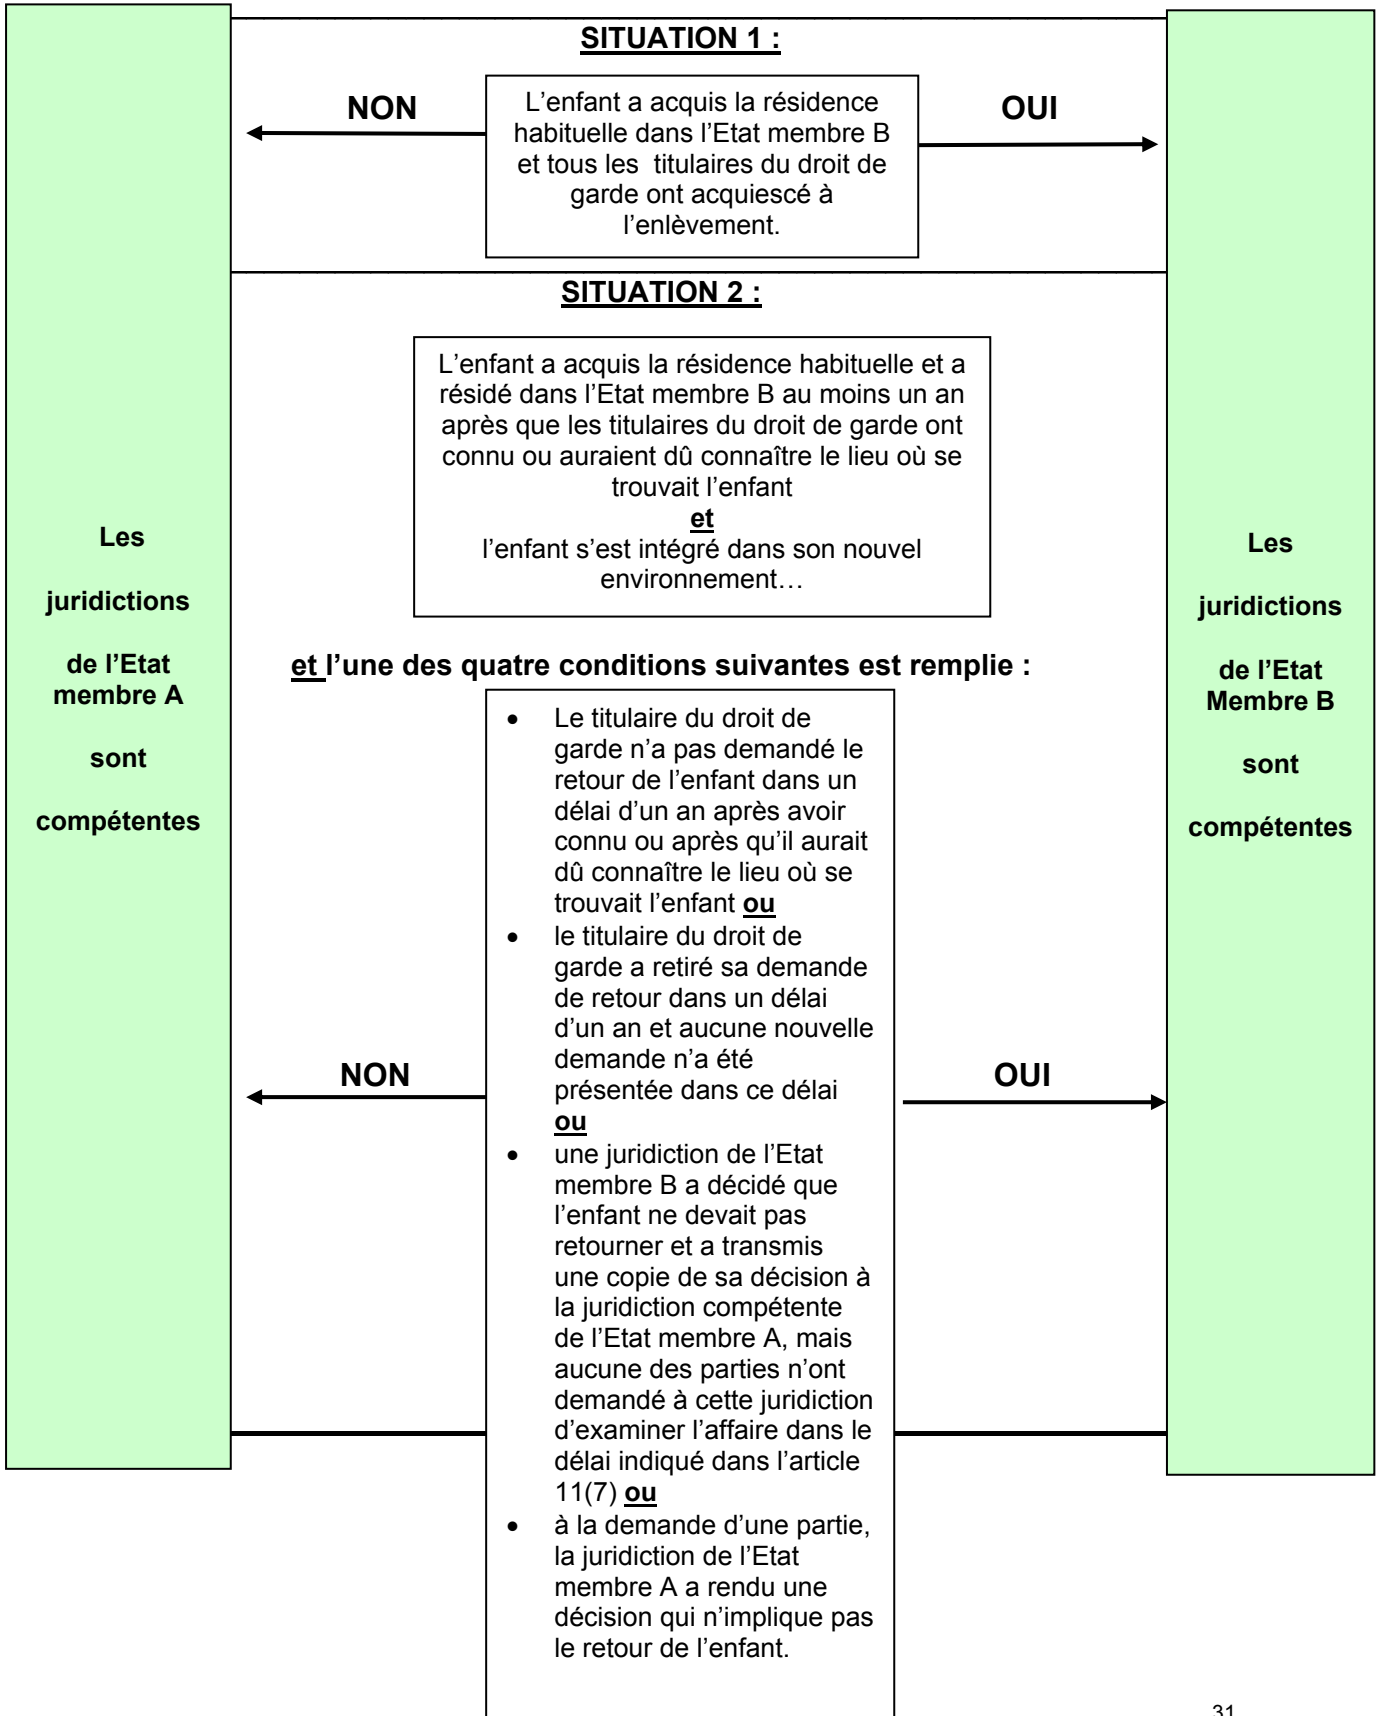 SITUATION 1 :
NON
L’enfant a acquis la résidence
habituelle dans l’Etat membre B
et tous les titulaires du droit de
garde ont acquiescé à
l’enlèvement.
OUI
SITUATION 2 :
L’enfant a acquis la résidence habituelle et a
résidé dans l’Etat membre B au moins un an
après que les titulaires du droit de garde ont
connu ou auraient dû connaître le lieu où se
trouvait l’enfant
et
l’enfant s’est intégré dans son nouvel
environnement…
Les
juridictions
de l’Etat
membre A
sont
compétentes
Les
juridictions
de l’Etat
Membre B
sont
compétentes
et l’une des quatre conditions suivantes est remplie :
• Le titulaire du droit de
garde n’a pas demandé le
retour de l’enfant dans un
délai d’un an après avoir
connu ou après qu’il aurait
dû connaître le lieu où se
trouvait l’enfant ou
• le titulaire du droit de
garde a retiré sa demande
de retour dans un délai
d’un an et aucune nouvelle
demande n’a été
présentée dans ce délai
ou
• une juridiction de l’Etat
membre B a décidé que
l’enfant ne devait pas
retourner et a transmis
une copie de sa décision à
la juridiction compétente
de l’Etat membre A, mais
aucune des parties n’ont
demandé à cette juridiction
d’examiner l’affaire dans le
délai indiqué dans l’article
11(7) ou
• à la demande d’une partie,
la juridiction de l’Etat
membre A a rendu une
décision qui n’implique pas
le retour de l’enfant.
NON
OUI
31